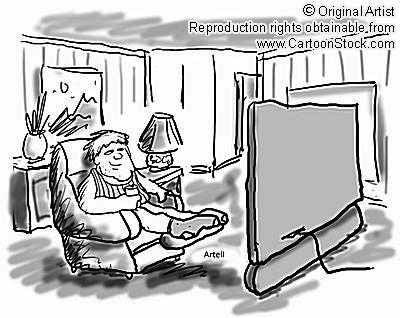 © Original Artist
Reproduction rights obtainable from
www.CartoonStock.com
Artell